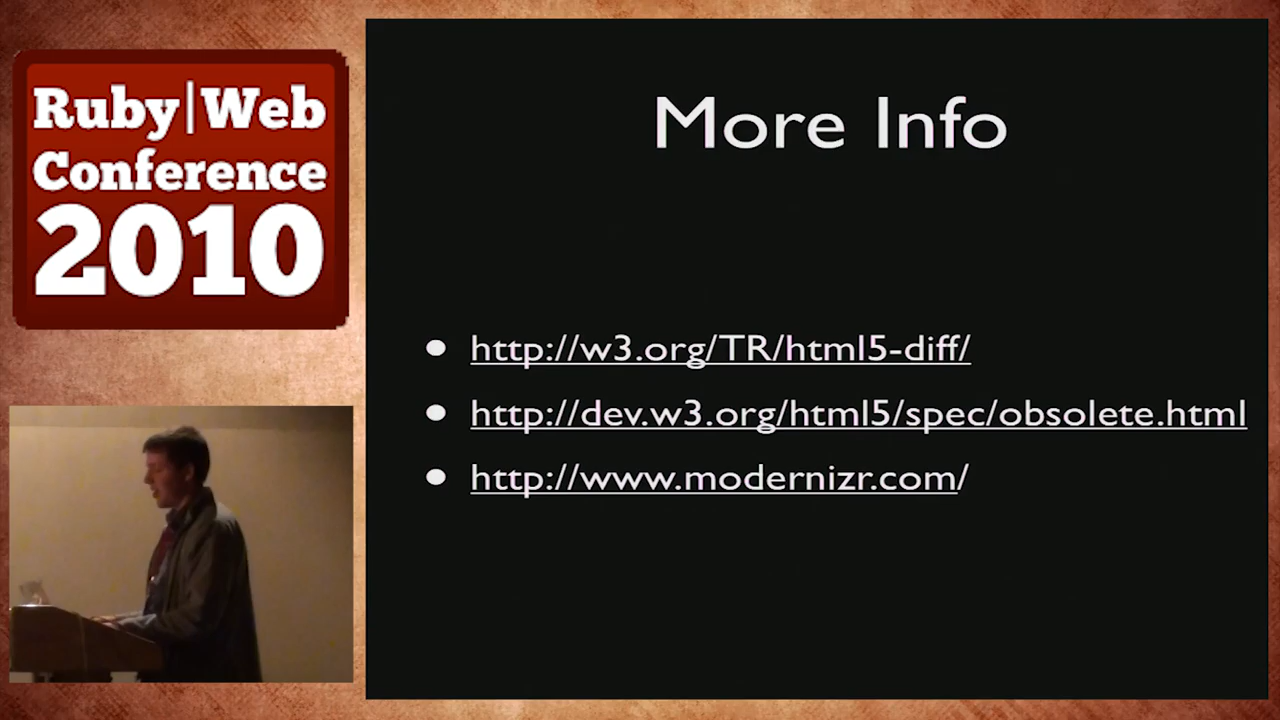 Ruby|Web
Conference
2010
More Info
• http://w3.org/TR/html5-diff/
• http://dev.w3.org/html5/spec/obsolete.html
• http://www.modernizr.com/